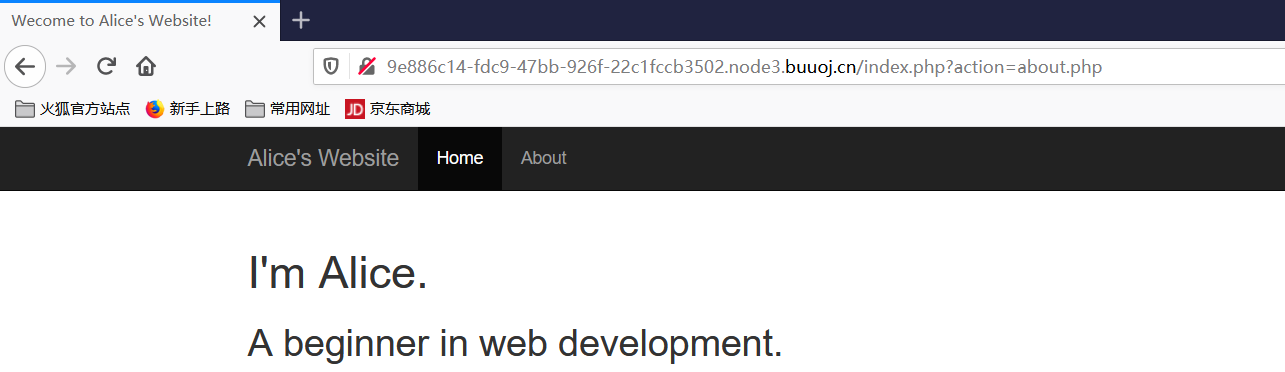 Wecome to Alice's Website!
9e886c14-fdc9-47bb-926f-22c1fccb3502.node3.buuoj.cn/index.php?action=about.php
火狐官方站点 新手上路 常用网址 JD 京东商城
Alice's Website Home About
I'm Alice.
A beginner in web development.